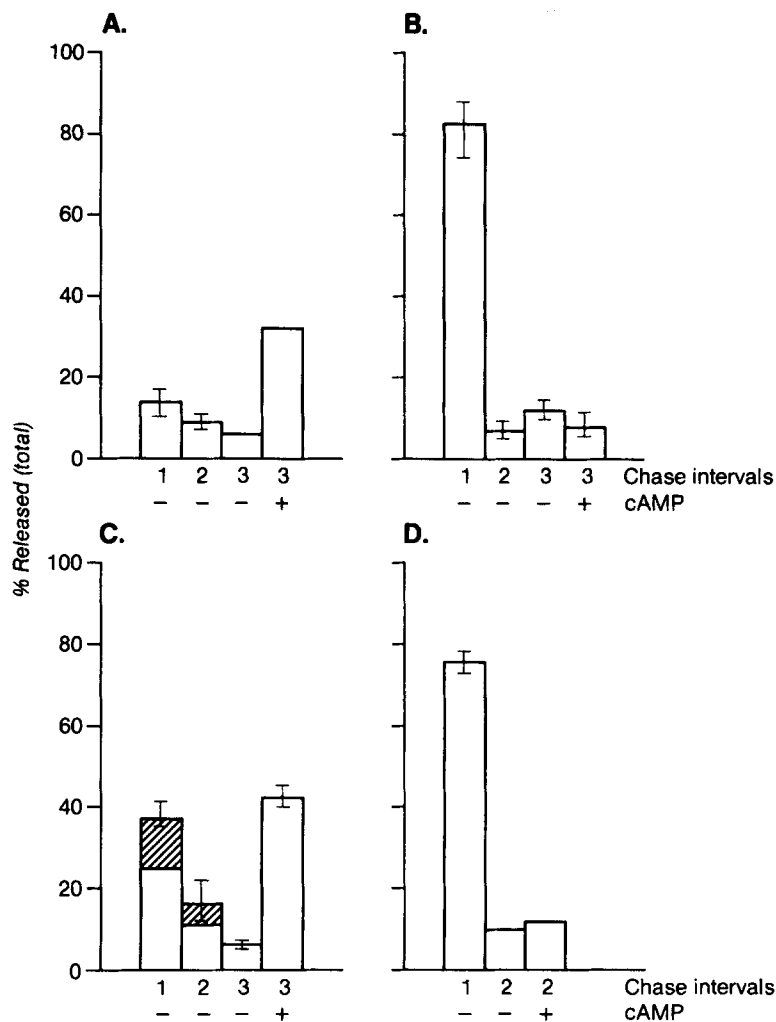 A.
B.
100
80
60
40
20
0
1 2 3 3
– – – +
1 2 3 3 Chase intervals
– – – + cAMP
% Released (total)
C.
D.
100
80
60
40
20
0
1 2 3 3
– – – +
1 2 2 Chase intervals
– – + cAMP